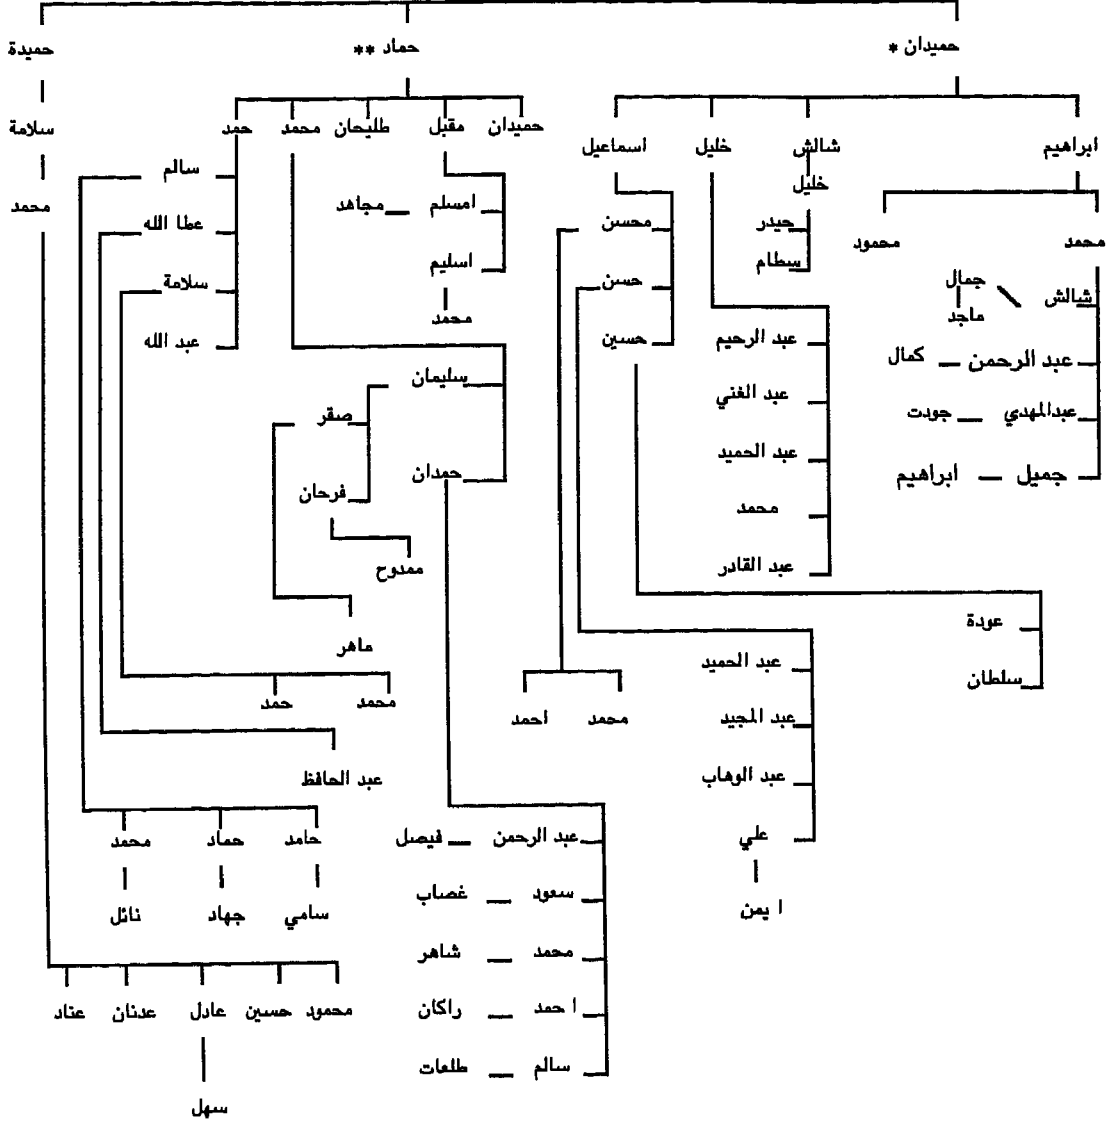 حميدان *
حماد **
حميدة
ابراهيم
شالش
خليل
اسماعيل
حميدان
مقبل
طليحان
محمد
حمد
سلامة
محمد
خليل
حيدر
سطام
محمد
محمود
شالش
جمال
ماجد
عبد الرحمن
كمال
عبدالمهدي
جودت
جميل
ابراهيم
عبد الرحيم
عبد الغني
عبد الحميد
محمد
عبد القادر
محسن
حسن
حسين
عودة
سلطان
عبد الحميد
عبد المجيد
عبد الوهاب
علي
ا يمن
محمد
احمد
امسلم
مجاهد
اسليم
محمد
سليمان
حمدان
صقر
فرحان
ممدوح
ماهر
عبد الرحمن
فيصل
سعود
غصاب
محمد
شاهر
ا حمد
راكان
سالم
طلعات
سالم
عطا الله
سلامة
عبد الله
محمد
حمد
عبد الحافظ
حامد
حماد
محمد
سامي
جهاد
نائل
محمود
حسين
عادل
عدنان
عناد
سهل